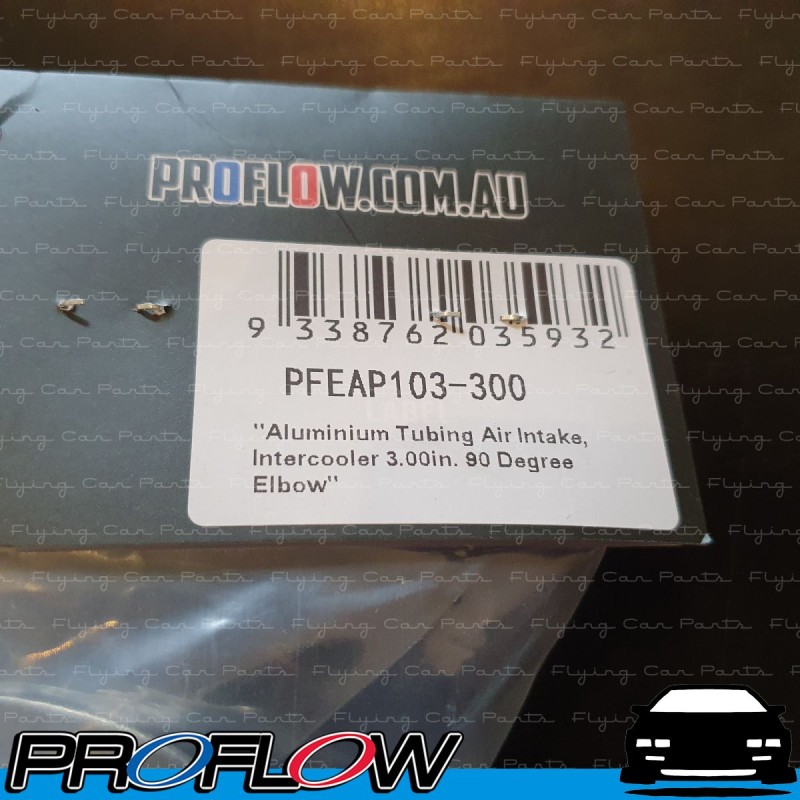 Flying Car Parts
PROFLOW.COM.AU
9 338762 035932
PFEAP103-300
"Aluminium Tubing Air Intake,
Intercooler 3.00in. 90 Degree
Elbow"
PROFLOW